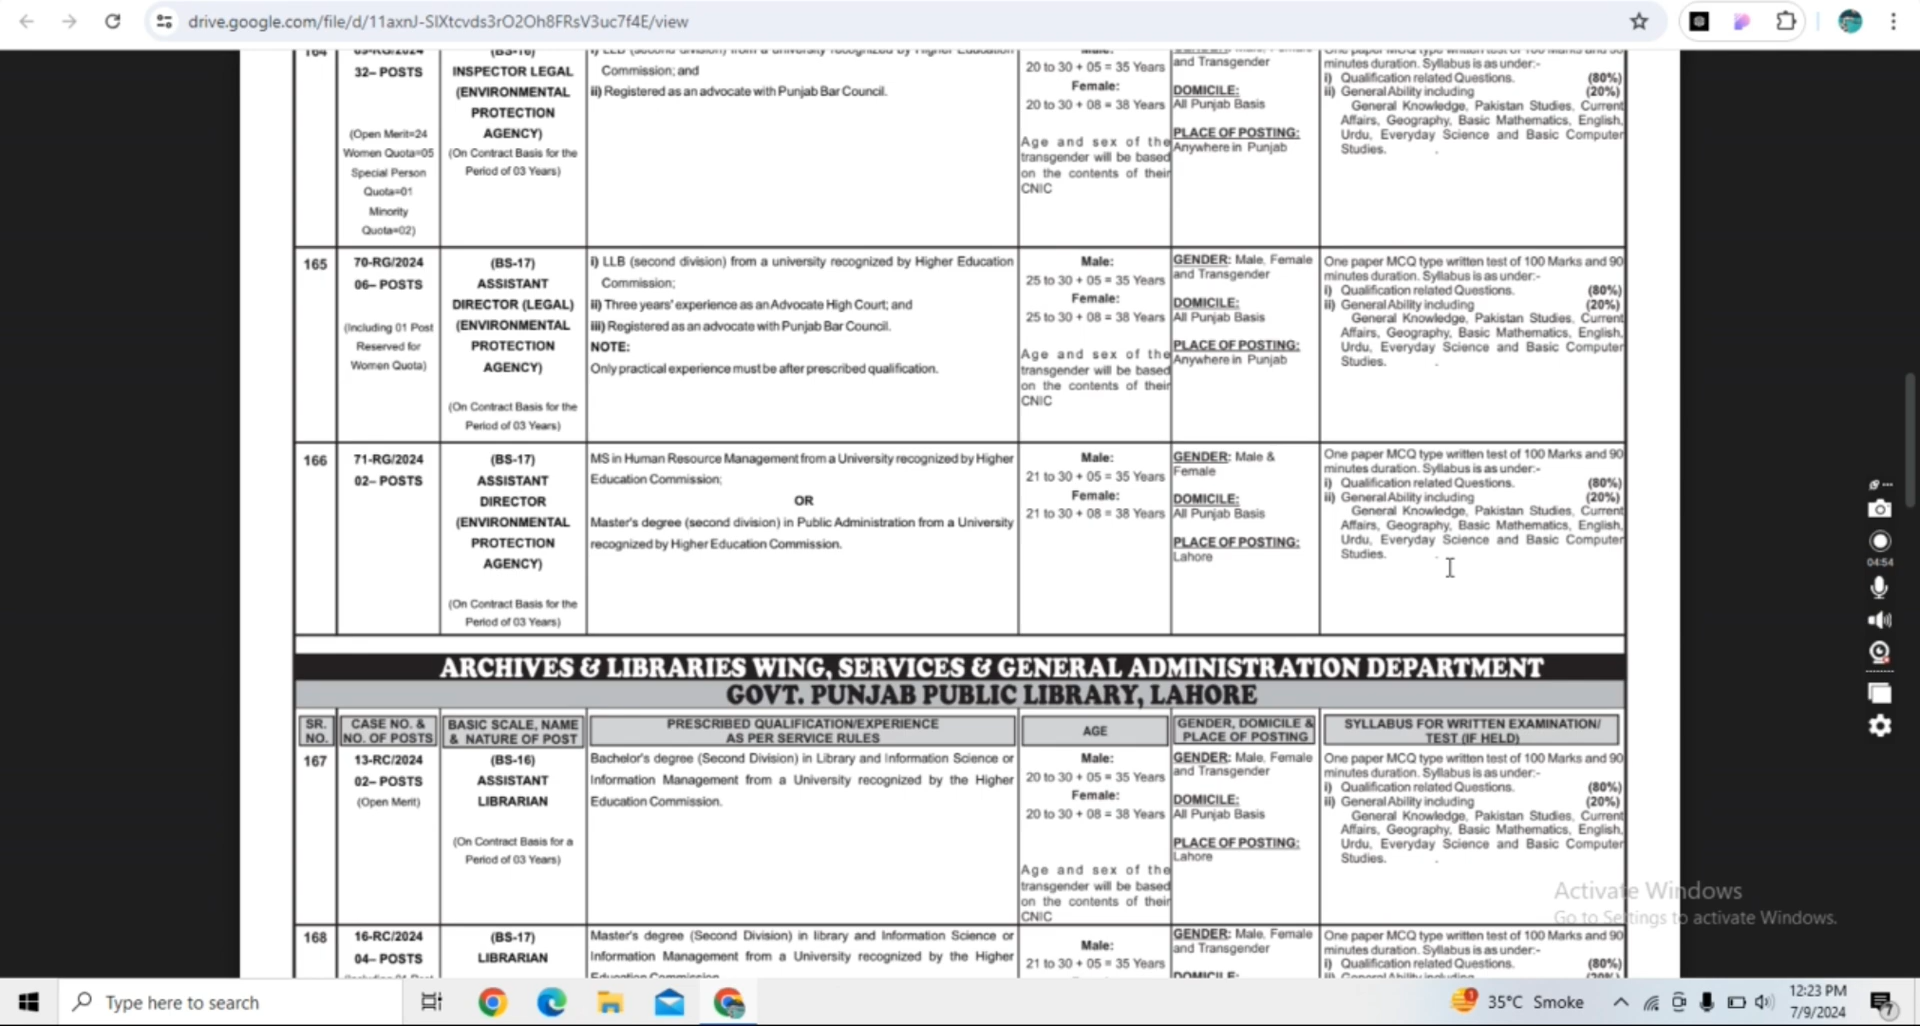 drive.google.com/file/d/11axnJ-SlXtcvds3rO2Oh8FRsV3uc7f4E/view
164
32– POSTS
(Open Merit=24
Women Quota=05
Special Person
Quota=01
Minority
Quota=02)
(BS-16)
INSPECTOR LEGAL
(ENVIRONMENTAL
PROTECTION
AGENCY)
(On Contract Basis for the
Period of 03 Years)
i) LLB (second division) from a university recognized by Higher Education
Commission; and
ii) Registered as an advocate with Punjab Bar Council.
Male:
20 to 30 + 05 = 35 Years
Female:
20 to 30 + 08 = 38 Years
Age and sex of the
transgender will be based
on the contents of their
CNIC
and Transgender
DOMICILE:
All Punjab Basis
PLACE OF POSTING:
Anywhere in Punjab
One paper MCQ type written test of 100 Marks and 90
minutes duration. Syllabus is as under:-
i) Qualification related Questions. (80%)
ii) General Ability including (20%)
General Knowledge, Pakistan Studies, Current
Affairs, Geography, Basic Mathematics, English,
Urdu, Everyday Science and Basic Computer
Studies.
165
70-RG/2024
06– POSTS
(Including 01 Post
Reserved for
Women Quota)
(BS-17)
ASSISTANT
DIRECTOR (LEGAL)
(ENVIRONMENTAL
PROTECTION
AGENCY)
(On Contract Basis for the
Period of 03 Years)
i) LLB (second division) from a university recognized by Higher Education
Commission;
ii) Three years' experience as an Advocate High Court; and
iii) Registered as an advocate with Punjab Bar Council.
NOTE:
Only practical experience must be after prescribed qualification.
Male:
25 to 30 + 05 = 35 Years
Female:
25 to 30 + 08 = 38 Years
Age and sex of the
transgender will be based
on the contents of their
CNIC
GENDER: Male, Female
and Transgender
DOMICILE:
All Punjab Basis
PLACE OF POSTING:
Anywhere in Punjab
One paper MCQ type written test of 100 Marks and 90
minutes duration. Syllabus is as under:-
i) Qualification related Questions. (80%)
ii) General Ability including (20%)
General Knowledge, Pakistan Studies, Current
Affairs, Geography, Basic Mathematics, English,
Urdu, Everyday Science and Basic Computer
Studies.
166
71-RG/2024
02– POSTS
(BS-17)
ASSISTANT
DIRECTOR
(ENVIRONMENTAL
PROTECTION
AGENCY)
(On Contract Basis for the
Period of 03 Years)
MS in Human Resource Management from a University recognized by Higher
Education Commission;
OR
Master's degree (second division) in Public Administration from a University
recognized by Higher Education Commission.
Male:
21 to 30 + 05 = 35 Years
Female:
21 to 30 + 08 = 38 Years
GENDER: Male &
Female
DOMICILE:
All Punjab Basis
PLACE OF POSTING:
Lahore
One paper MCQ type written test of 100 Marks and 90
minutes duration. Syllabus is as under:-
i) Qualification related Questions. (80%)
ii) General Ability including (20%)
General Knowledge, Pakistan Studies, Current
Affairs, Geography, Basic Mathematics, English,
Urdu, Everyday Science and Basic Computer
Studies.
04:54
ARCHIVES & LIBRARIES WING, SERVICES & GENERAL ADMINISTRATION DEPARTMENT
GOVT. PUNJAB PUBLIC LIBRARY, LAHORE
SR.
NO.
CASE NO. &
NO. OF POSTS
BASIC SCALE, NAME
& NATURE OF POST
PRESCRIBED QUALIFICATION/EXPERIENCE
AS PER SERVICE RULES
AGE
GENDER, DOMICILE &
PLACE OF POSTING
SYLLABUS FOR WRITTEN EXAMINATION/
TEST (IF HELD)
167
13-RC/2024
02– POSTS
(Open Merit)
(BS-16)
ASSISTANT
LIBRARIAN
(On Contract Basis for a
Period of 03 Years)
Bachelor's degree (Second Division) in Library and Information Science or
Information Management from a University recognized by the Higher
Education Commission.
Male:
20 to 30 + 05 = 35 Years
Female:
20 to 30 + 08 = 38 Years
Age and sex of the
transgender will be based
on the contents of their
CNIC
GENDER: Male, Female
and Transgender
DOMICILE:
All Punjab Basis
PLACE OF POSTING:
Lahore
One paper MCQ type written test of 100 Marks and 90
minutes duration. Syllabus is as under:-
i) Qualification related Questions. (80%)
ii) General Ability including (20%)
General Knowledge, Pakistan Studies, Current
Affairs, Geography, Basic Mathematics, English,
Urdu, Everyday Science and Basic Computer
Studies.
168
16-RC/2024
04– POSTS
(BS-17)
LIBRARIAN
Master's degree (Second Division) in library and Information Science or
Information Management from a University recognized by the Higher
Education Commission
Male:
21 to 30 + 05 = 35 Years
GENDER: Male, Female
and Transgender
DOMICILE:
One paper MCQ type written test of 100 Marks and 90
minutes duration. Syllabus is as under:-
i) Qualification related Questions. (80%)
Activate Windows
Go to Settings to activate Windows.
Type here to search
1
35°C Smoke
12:23 PM
7/9/2024
7